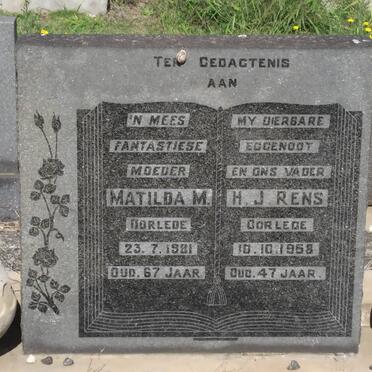 TER GEDAGTENIS
AAN
'N MEES
FANTASTIESE
MOEDER
MATILDA M.
OORLEDE
23.7.1981
OUD. 67 JAAR.
MY DIERBARE
EGGENOOT
EN ONS VADER
H. J. RENS
OORLEDE
10.10.1958
OUD. 47 JAAR.